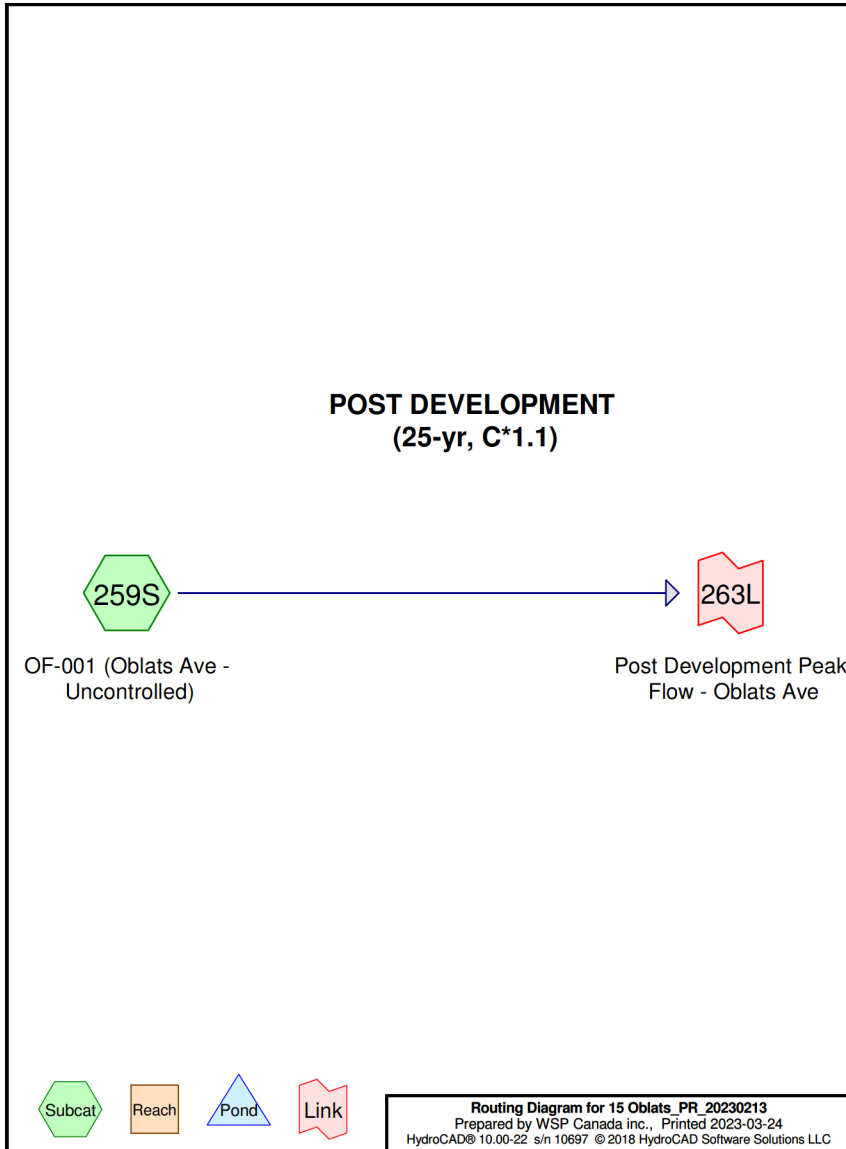 POST DEVELOPMENT
(25-yr, C*1.1)
259S
263L
OF-001 (Oblats Ave -
Uncontrolled)
Post Development Peak
Flow - Oblats Ave
Subcat
Reach
Pond
Link
Routing Diagram for 15 Oblats_PR_20230213
Prepared by WSP Canada inc., Printed 2023-03-24
HydroCAD® 10.00-22 s/n 10697 © 2018 HydroCAD Software Solutions LLC